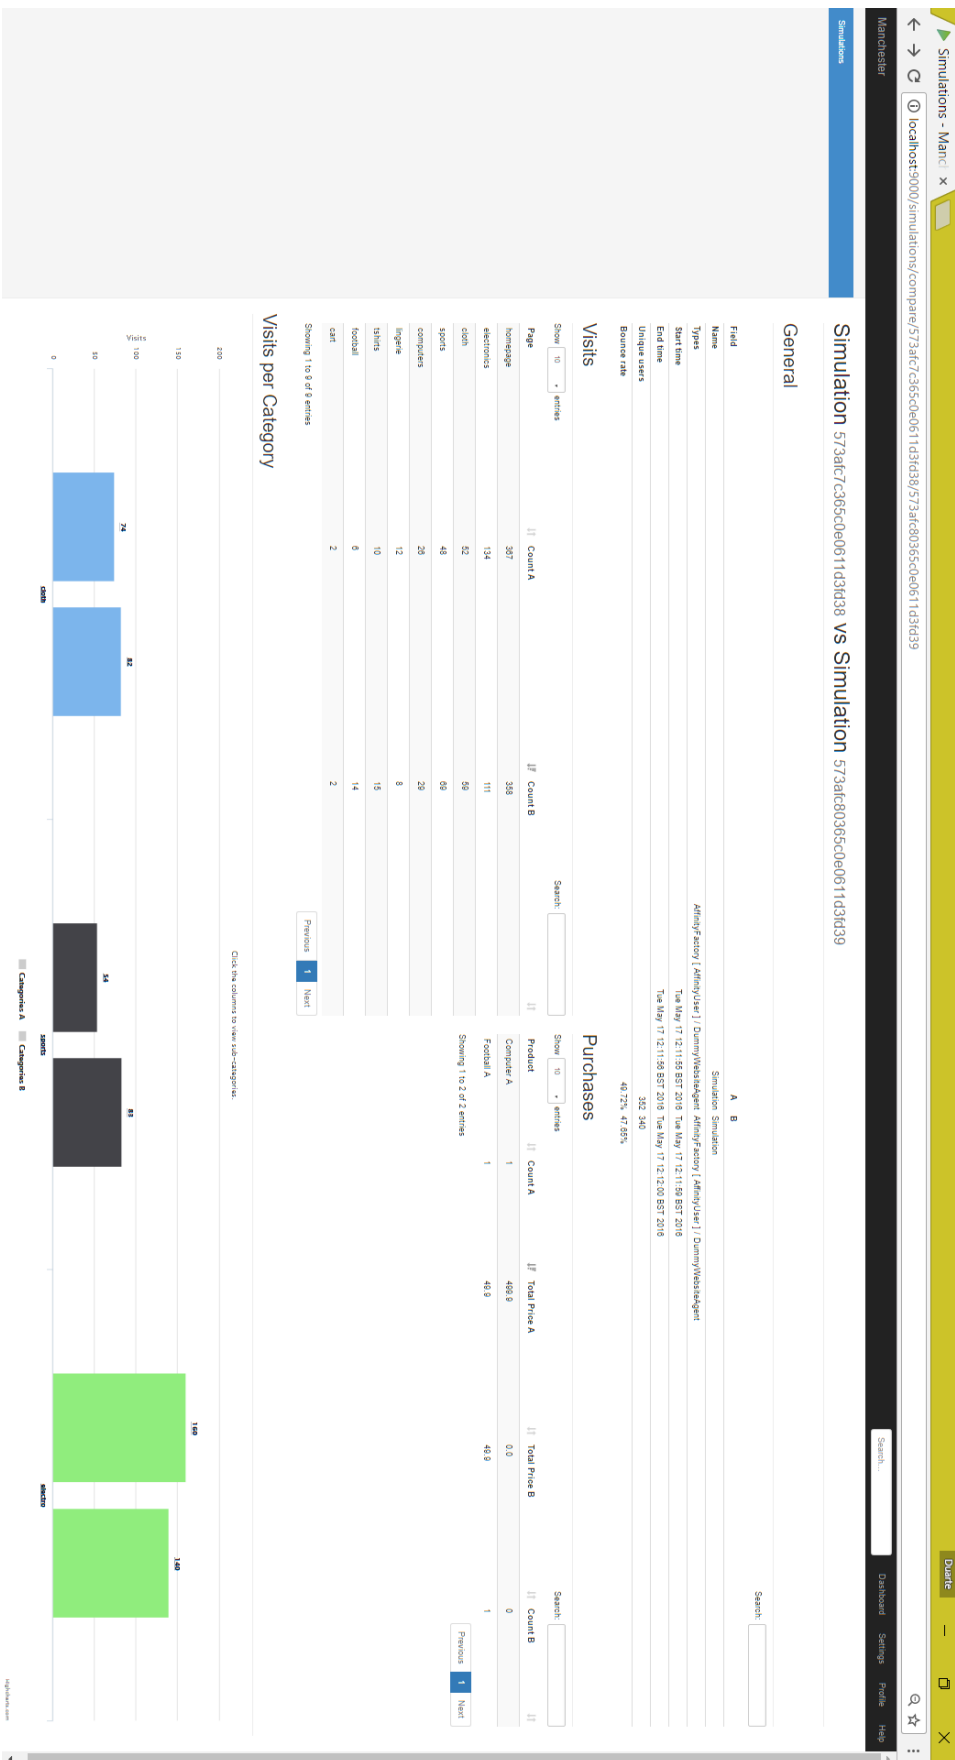 Simulations - Manc
Duarte
localhost:9000/simulations/compare/573afc7c365c0e0611d3fd38/573afc80365c0e0611d3fd39
Manchester
Search...
Dashboard Settings Profile Help
Simulations
Simulation 573afc7c365c0e0611d3fd38 vs Simulation 573afc80365c0e0611d3fd39
General
Search:
Field A B
Name Simulation Simulation
Types AffinityFactory [ AffinityUser ] / DummyWebsiteAgent AffinityFactory [ AffinityUser ] / DummyWebsiteAgent
Start time Tue May 17 12:11:55 BST 2016 Tue May 17 12:11:59 BST 2016
End time Tue May 17 12:11:56 BST 2016 Tue May 17 12:12:00 BST 2016
Unique users 352 340
Bounce rate 49.72% 47.65%
Visits
Show 10 entries
Search:
Page Count A Count B
homepage 367 358
electronics 134 111
cloth 52 59
sports 48 69
computers 26 29
lingerie 12 8
tshirts 10 15
football 6 14
cart 2 2
Showing 1 to 9 of 9 entries
Previous 1 Next
Purchases
Show 10 entries
Search:
Product Count A Total Price A Total Price B Count B
Computer A 1 499.9 0.0 0
Football A 1 49.9 49.9 1
Showing 1 to 2 of 2 entries
Previous 1 Next
Visits per Category
Click the columns to view sub-categories.
Visits
200
150
100
50
0
74
82
54
83
160
140
cloth
sports
electro
Categories A Categories B
Highcharts.com